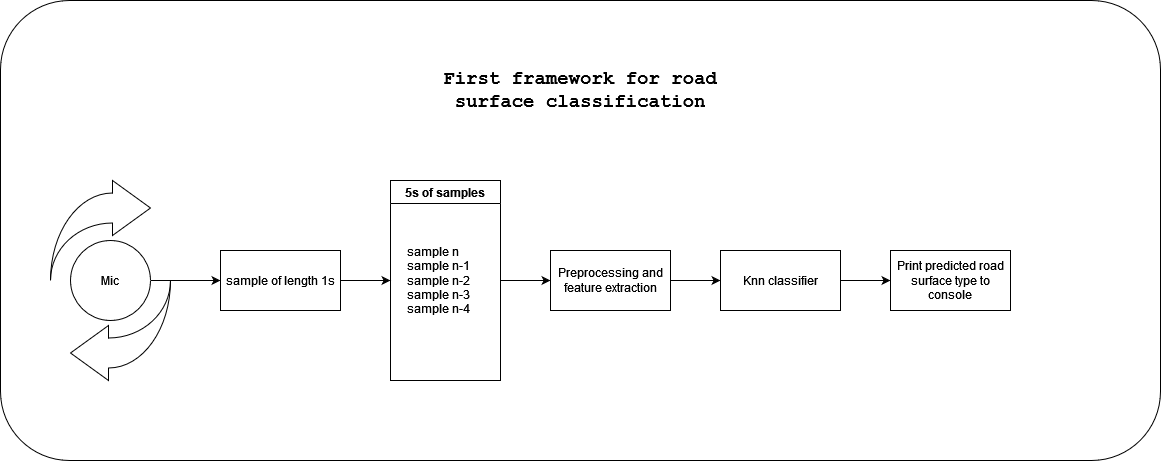 First framework for road
surface classification
Mic
sample of length 1s
5s of samples
sample n
sample n-1
sample n-2
sample n-3
sample n-4
Preprocessing and
feature extraction
Knn classifier
Print predicted road
surface type to
console